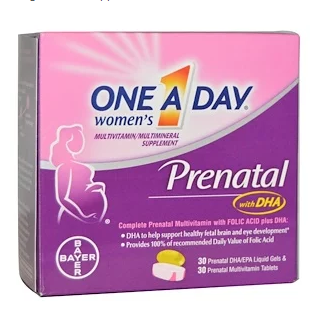 ONE A DAY®
women's
MULTIVITAMIN/MULTIMINERAL
SUPPLEMENT
Prenatal
with DHA
Complete Prenatal Multivitamin with FOLIC ACID plus DHA:
• DHA to help support healthy fetal brain and eye development*
• Provides 100% of recommended Daily Value of Folic Acid
BAYER
BAYER
30 Prenatal DHA/EPA Liquid Gels &
30 Prenatal Multivitamin Tablets